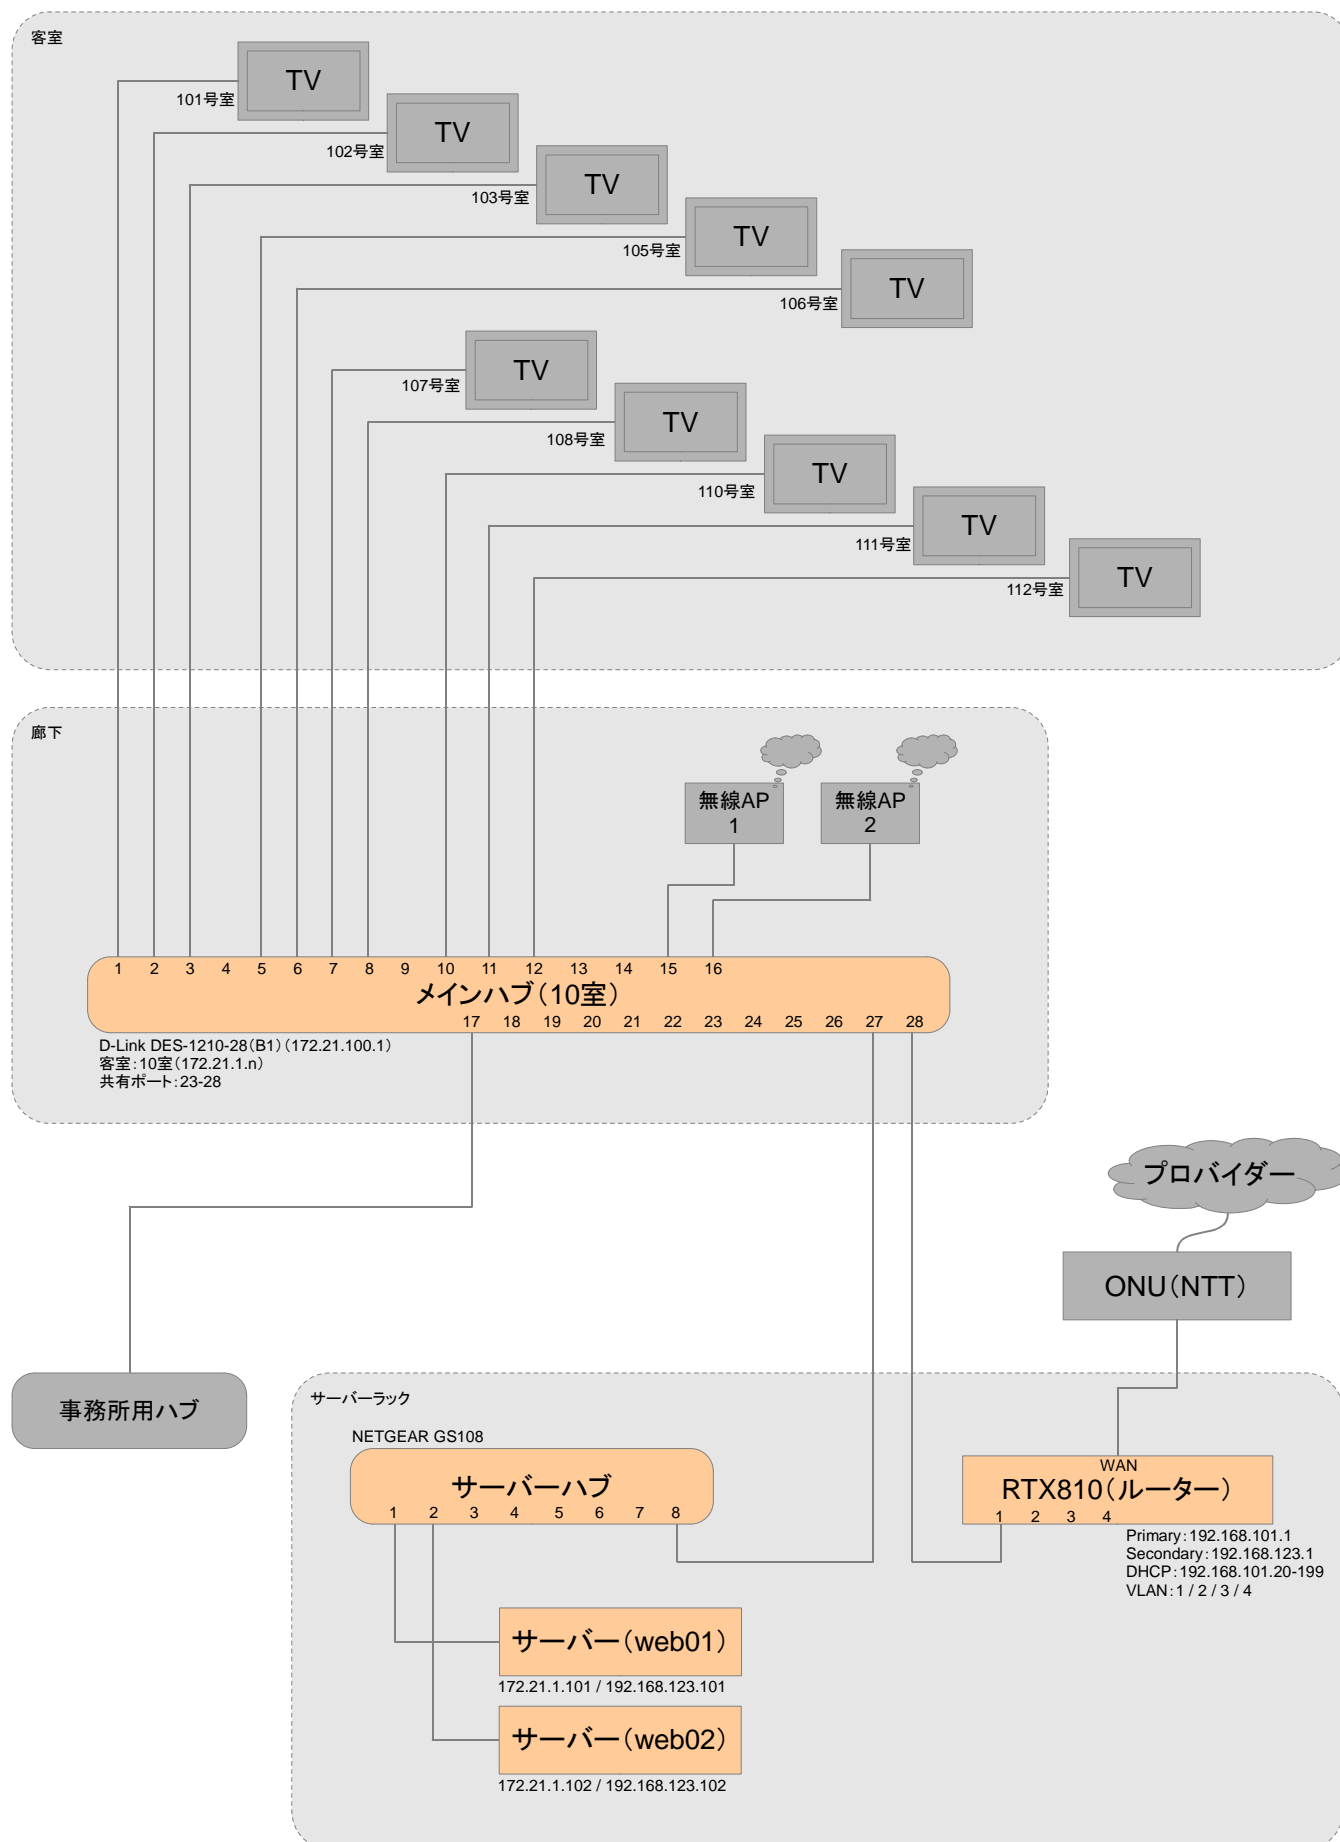 客室
TV
101号室
TV
102号室
TV
103号室
TV
105号室
TV
106号室
TV
107号室
TV
108号室
TV
110号室
TV
111号室
TV
112号室
廊下
無線AP
1
無線AP
2
1 2 3 4 5 6 7 8 9 10 11 12 13 14 15 16
メインハブ（10室）
17 18 19 20 21 22 23 24 25 26 27 28
D-Link DES-1210-28（B1）（172.21.100.1）
客室：10室（172.21.1.n）
共有ポート：23-28
プロバイダー
ONU（NTT）
事務所用ハブ
サーバーラック
NETGEAR GS108
サーバーハブ
1 2 3 4 5 6 7 8
WAN
RTX810（ルーター）
1 2 3 4
Primary：192.168.101.1
Secondary：192.168.123.1
DHCP：192.168.101.20-199
VLAN：1 / 2 / 3 / 4
サーバー（web01）
172.21.1.101 / 192.168.123.101
サーバー（web02）
172.21.1.102 / 192.168.123.102